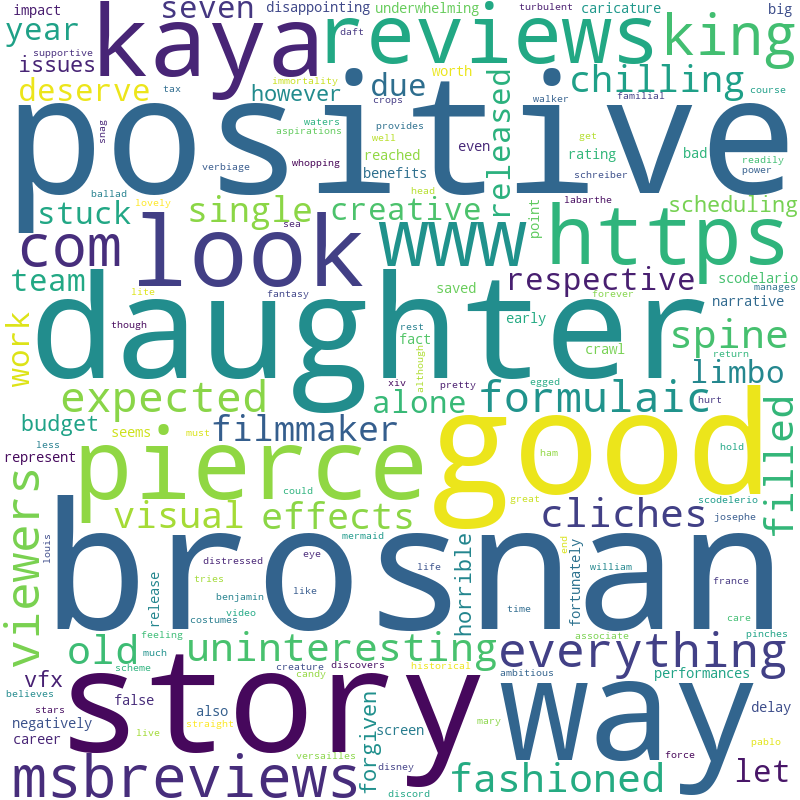 impact
kaya
seven
disappointing
underwhelming
turbulent
caricature
big
year
supportive
daft
reviews
king
issues
immortality
worth
chilling
deserve
tax
however
due
released
walker
familial
course
positive
crops
snag
waters
aspirations
well
provides
whopping
even
reached
rating
bad
readily
verbiage
benefits
schreiber
power
ballad
lovely
head
labarthe
stuck
single
creative
point
scheduling
sea
com
look
www
https
team
respective
scodelario
lite
fantasy
saved
forever
manages
daughter
narrative
though
early
rest
fact
although
work
spine
crawl
return
xiv
pretty
egged
limbo
expected
alone
formulaic
hurt
budget
seems
must
filmmaker
good
filled
less
represent
pierce
ham
hold
could
great
scodelerio
viewers
visual
effects
cliches
josephe
brosnan
louis
mermaid
horrible
end
distressed
eye
life
fortunately
william
tries
like
time
france
release
benjamin
costumes
video
care
feeling
associate
pinches
old
much
uninteresting
everything
scheme
vfx
creature
discovers
historical
ambitious
performances
believes
candy
stars
false
story
way
negatively
also
straight
forgiven
screen
mary
delay
career
live
versailles
force
pablo
msbreviews
disney
discord
fashioned
let